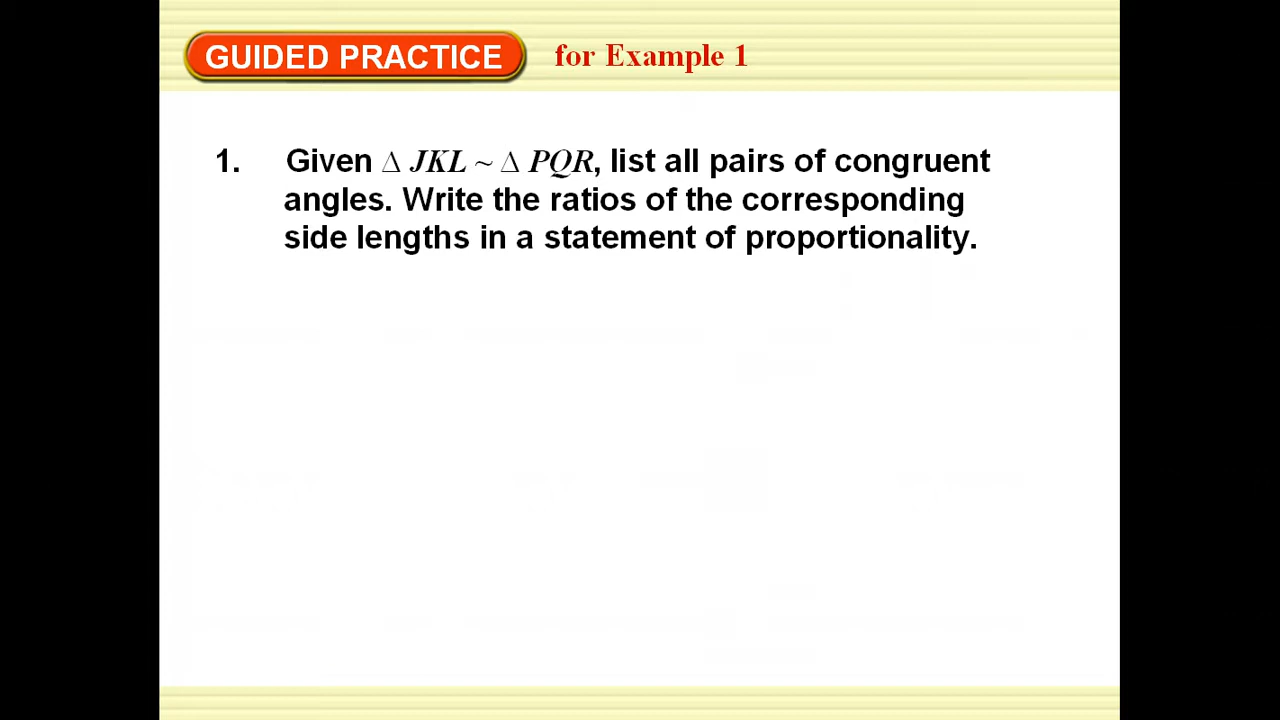 GUIDED PRACTICE for Example 1
1. Given Δ JKL ~ Δ PQR, list all pairs of congruent
angles. Write the ratios of the corresponding
side lengths in a statement of proportionality.